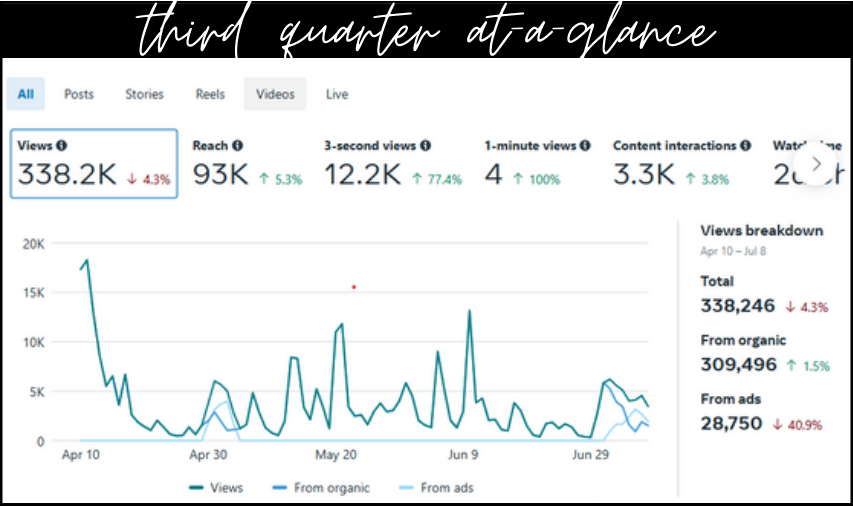 third quarter at-a-glance
All Posts Stories Reels Videos Live
Views Reach 3-second views 1-minute views Content interactions
338.2K ↓ 4.3% 93K ↑ 5.3% 12.2K ↑ 77.4% 4 ↑ 100% 3.3K ↑ 3.8%
Views breakdown
Apr 10 – Jul 8
Total
338,246 ↓ 4.3%
From organic
309,496 ↑ 1.5%
From ads
28,750 ↓ 40.9%
20K
15K
10K
5K
0
Apr 10 Apr 30 May 20 Jun 9 Jun 29
Views From organic From ads